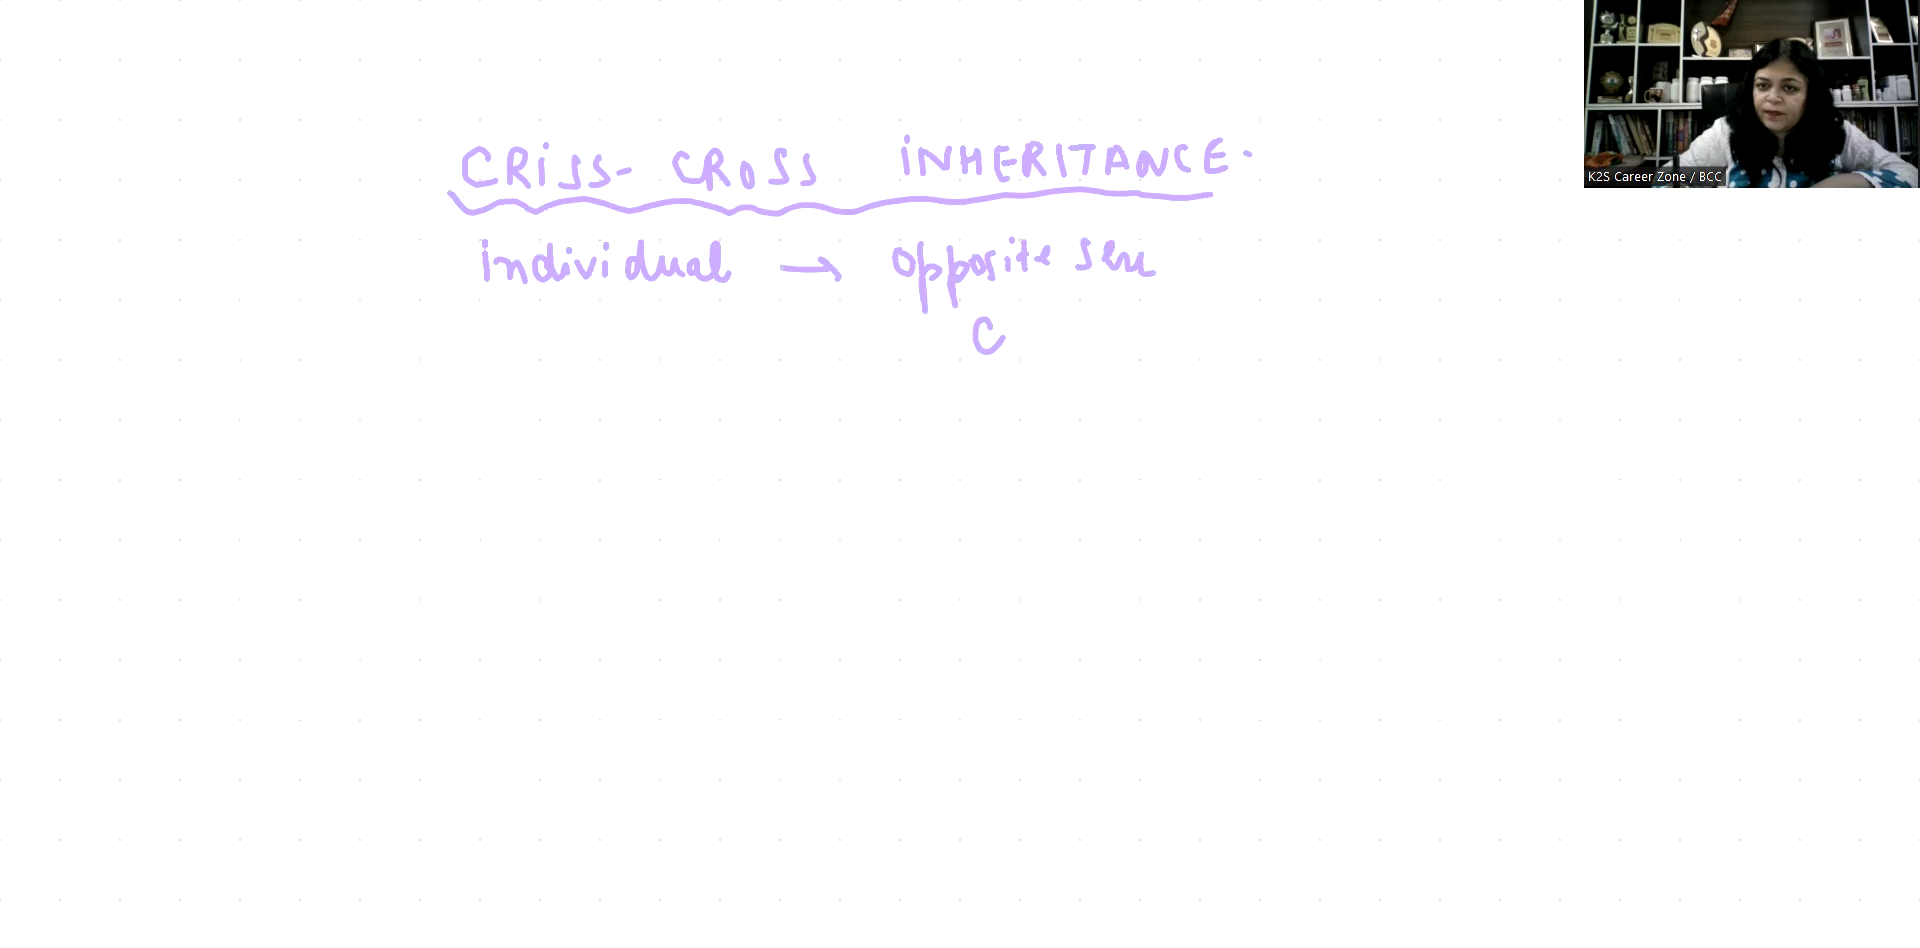 CRISS-CROSS INHERITANCE.
individual → opposite sex
C
K2S Career Zone / BCC